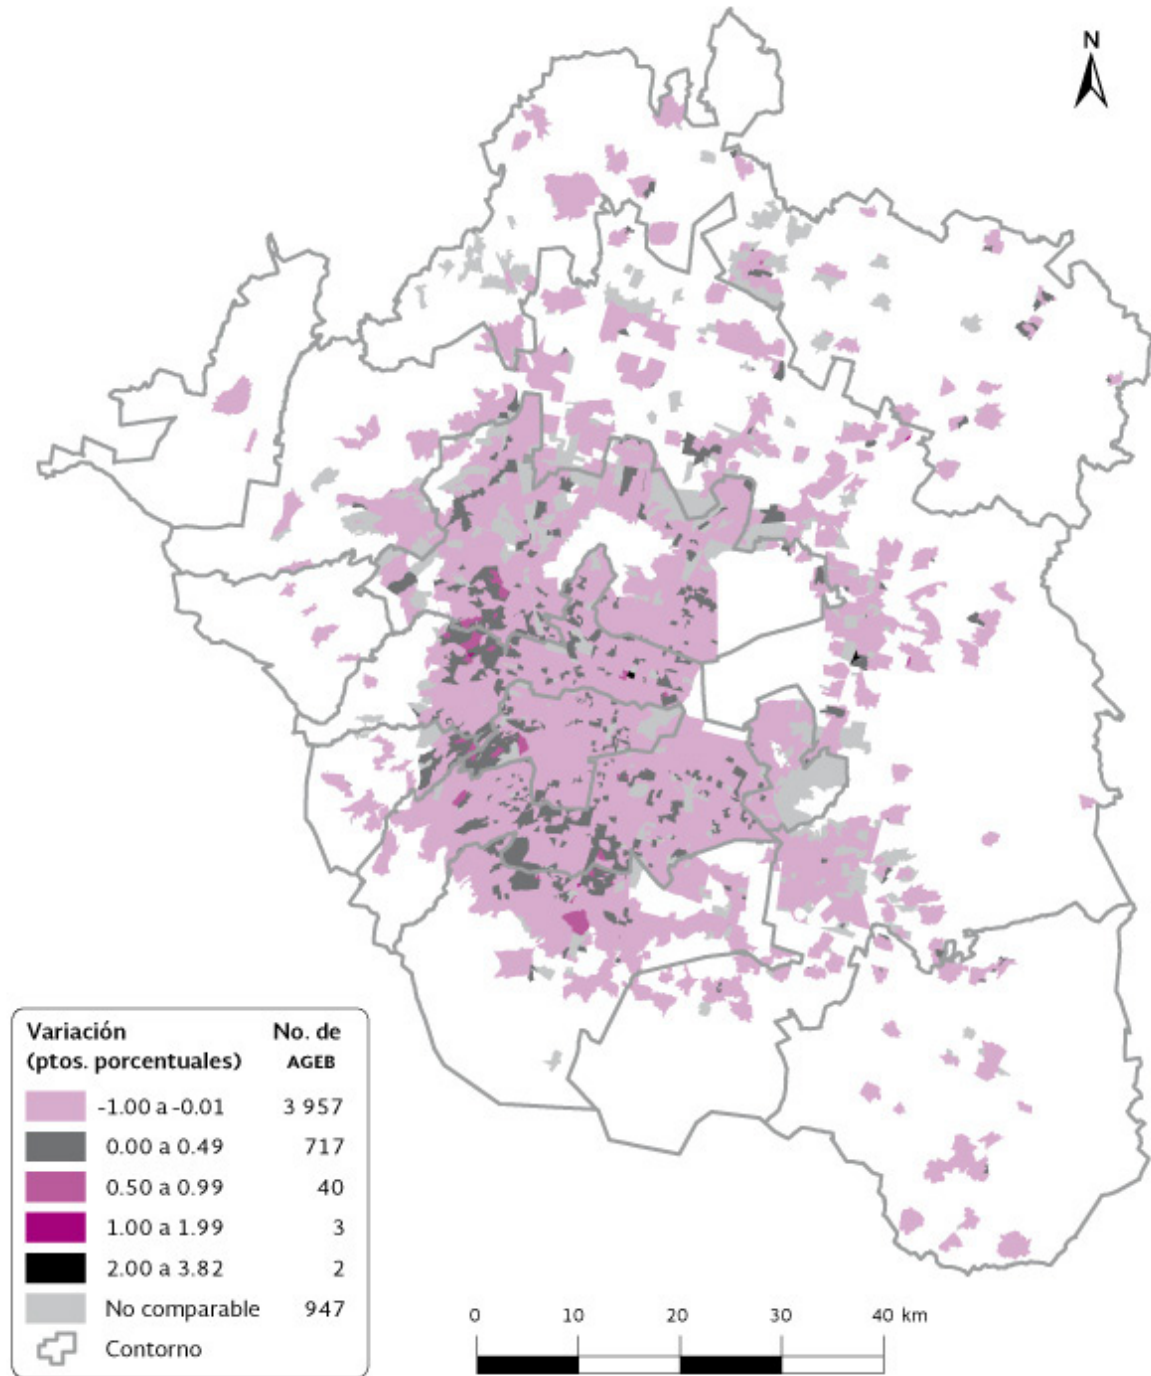 N
Variación No. de
(ptos. porcentuales) AGEB
-1.00 a -0.01 3 957
0.00 a 0.49 717
0.50 a 0.99 40
1.00 a 1.99 3
2.00 a 3.82 2
No comparable 947
Contorno
0 10 20 30 40 km